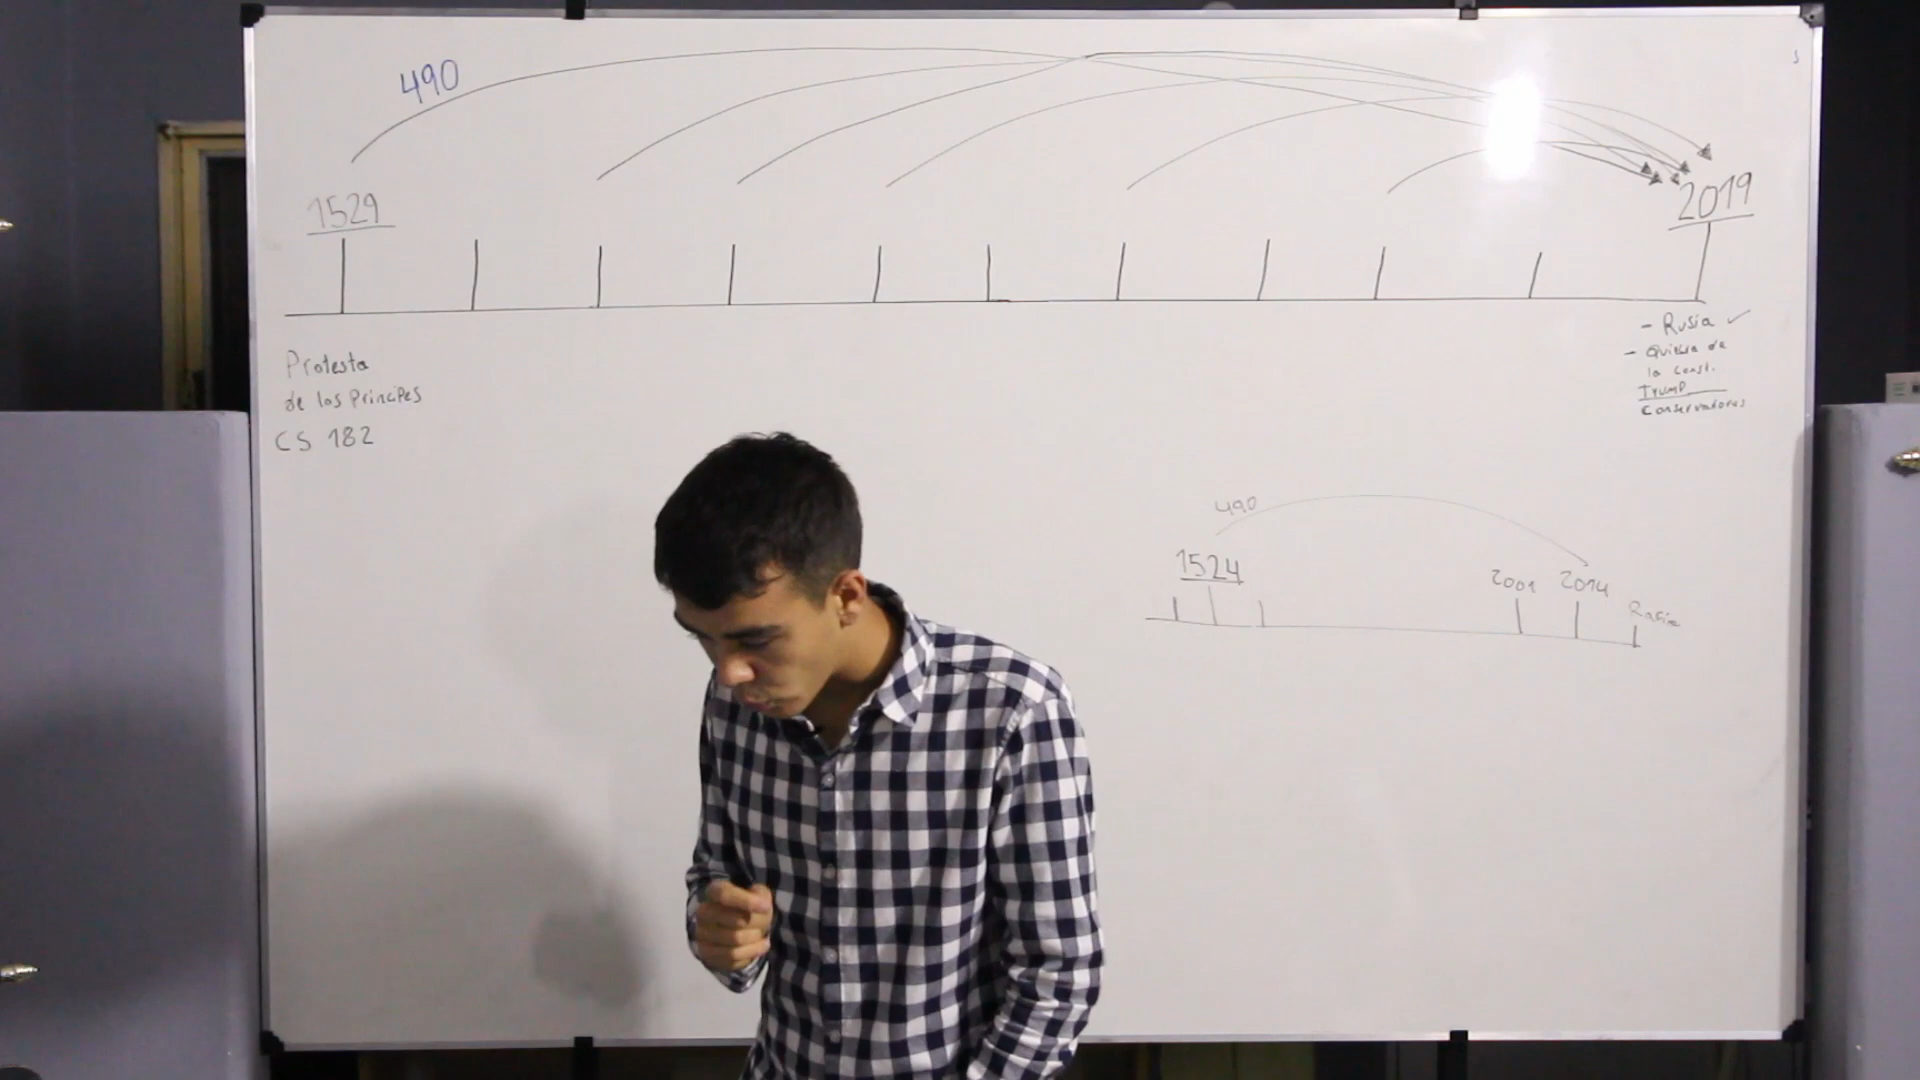 490
1529
2019
Protesta
de los Principes
CS 182
- Rusia ✓
- Quiebra de
la Const.
Trump
Conservadores
490
1524
2001
2014
Rusia